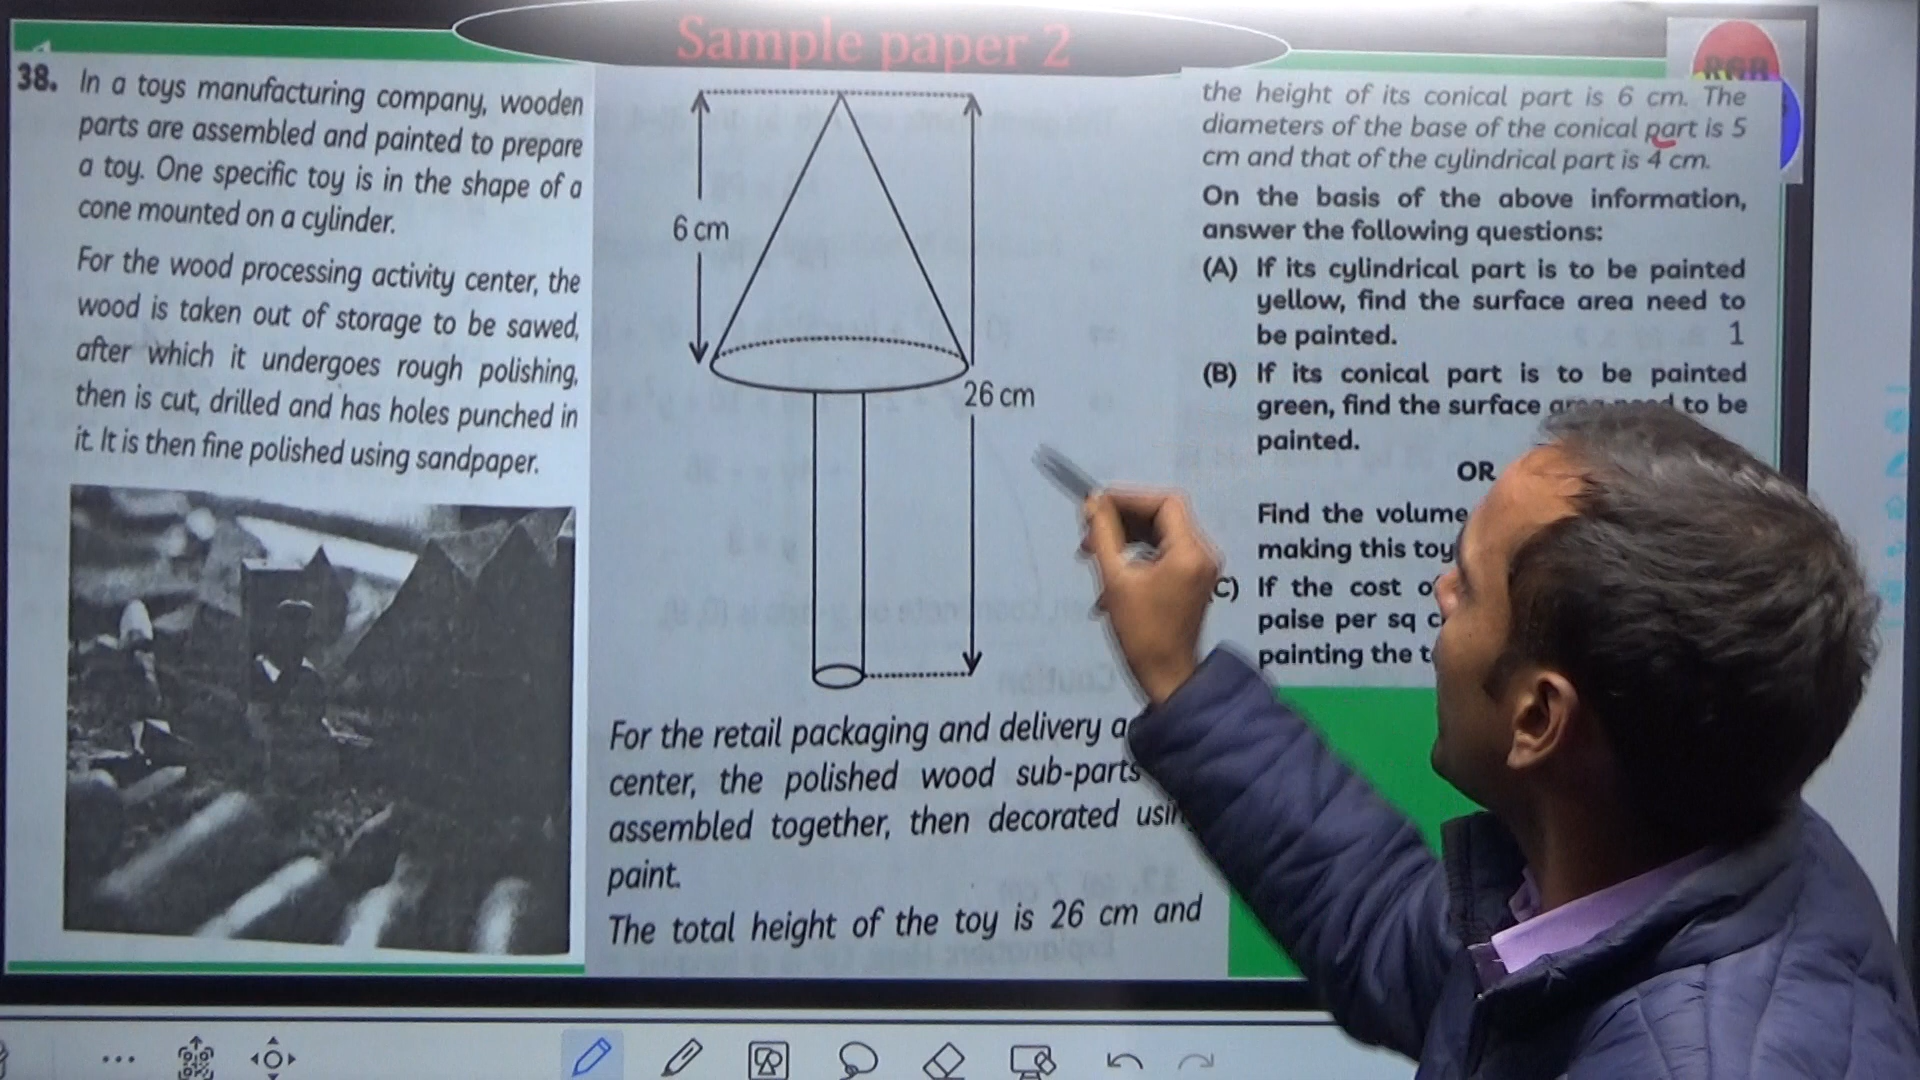 Sample paper 2
38. In a toys manufacturing company, wooden
parts are assembled and painted to prepare
a toy. One specific toy is in the shape of a
cone mounted on a cylinder.
For the wood processing activity center, the
wood is taken out of storage to be sawed,
after which it undergoes rough polishing,
then is cut, drilled and has holes punched in
it. It is then fine polished using sandpaper.
6 cm
26 cm
For the retail packaging and delivery
center, the polished wood sub-parts
assembled together, then decorated
paint.
The total height of the toy is 26 cm and
the height of its conical part is 6 cm. The
diameters of the base of the conical part is 5
cm and that of the cylindrical part is 4 cm.
On the basis of the above information,
answer the following questions:
(A) If its cylindrical part is to be painted
yellow, find the surface area need to
be painted. 1
(B) If its conical part is to be painted
green, find the surface to be
painted.
OR
Find the volume
making this toy
C) If the cost
paise per sq
painting the